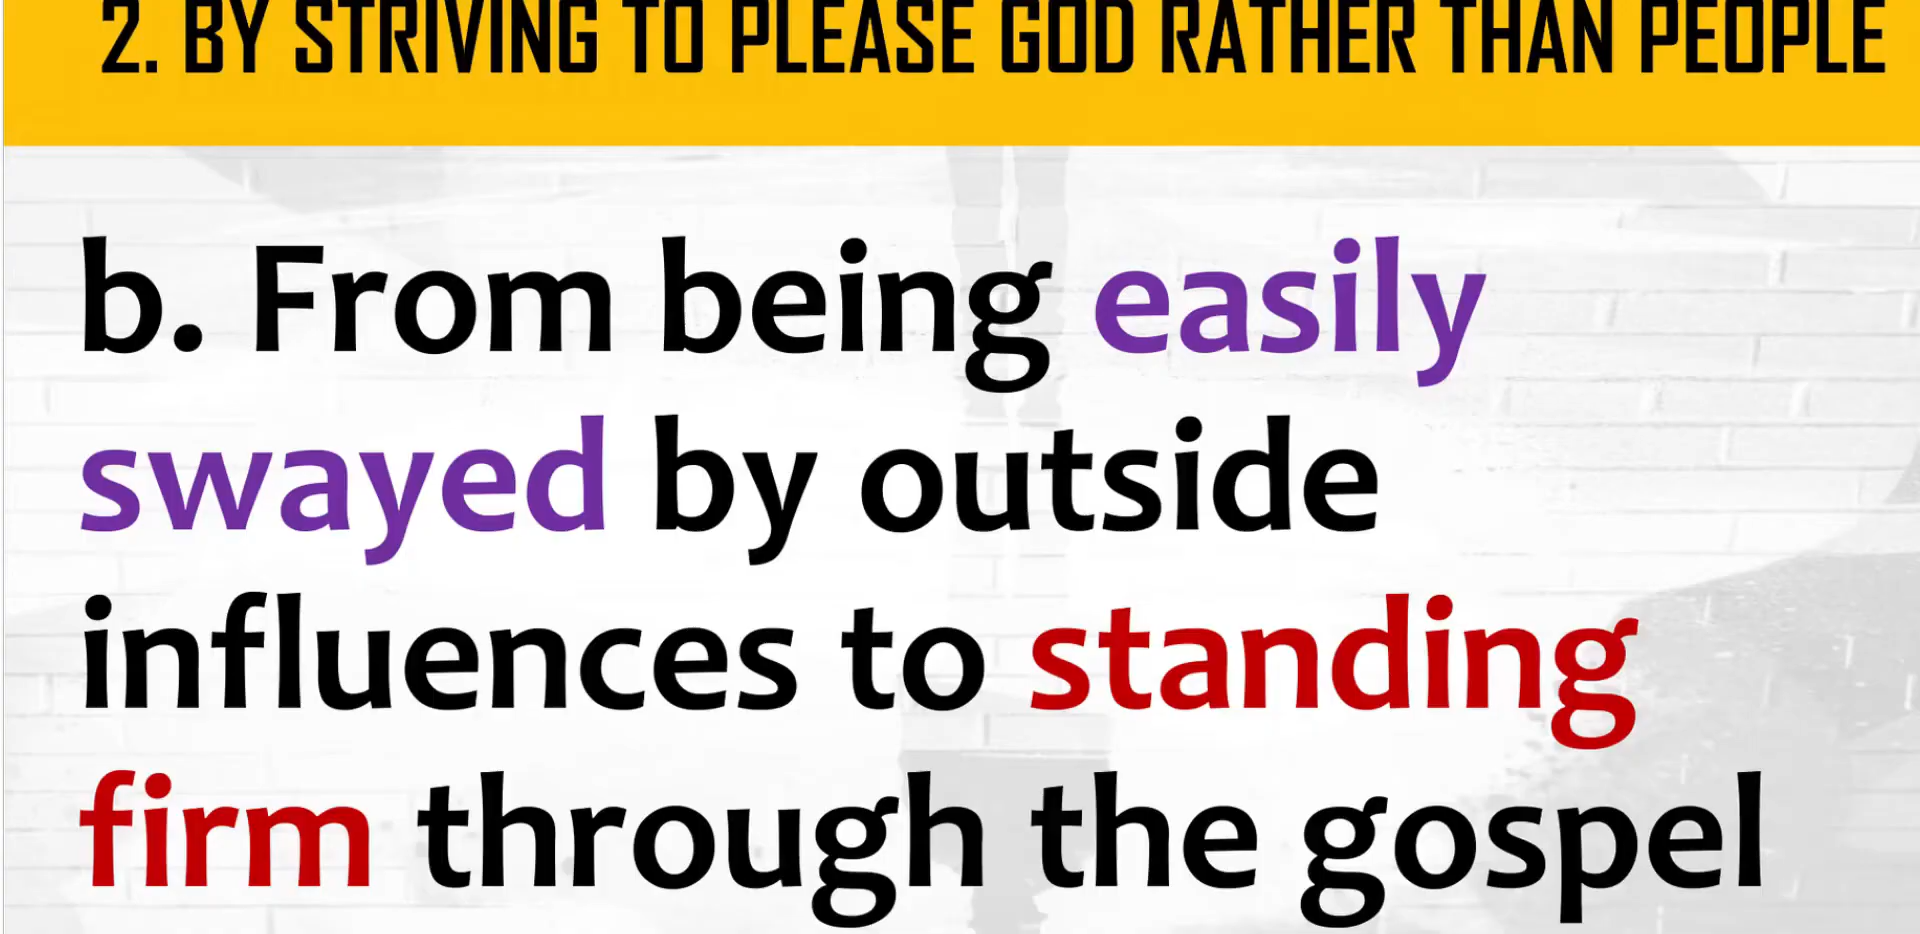 2. BY STRIVING TO PLEASE GOD RATHER THAN PEOPLE
b. From being easily
swayed by outside
influences to standing
firm through the gospel